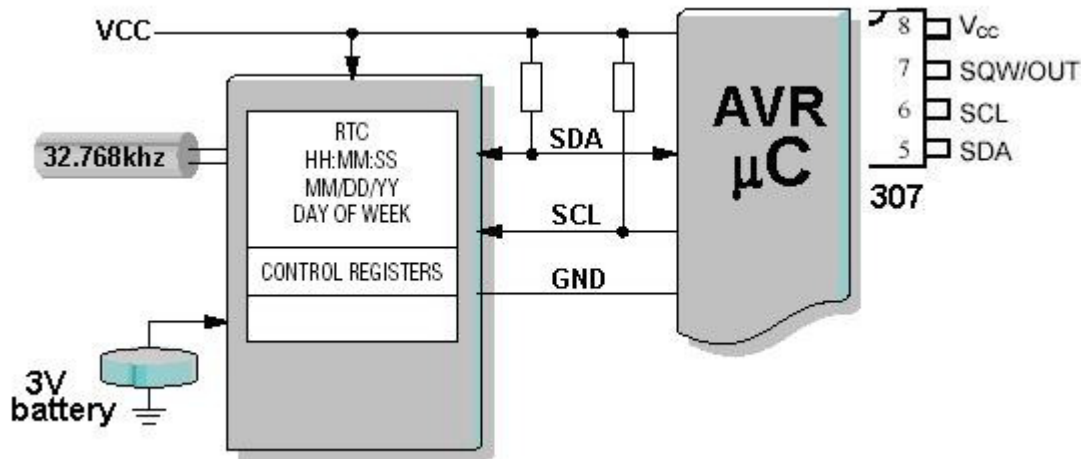 VCC
32.768khz
RTC
HH:MM:SS
MM/DD/YY
DAY OF WEEK
CONTROL REGISTERS
3V
battery
SDA
SCL
GND
AVR
µC
8 VCC
7 SQW/OUT
6 SCL
5 SDA
307